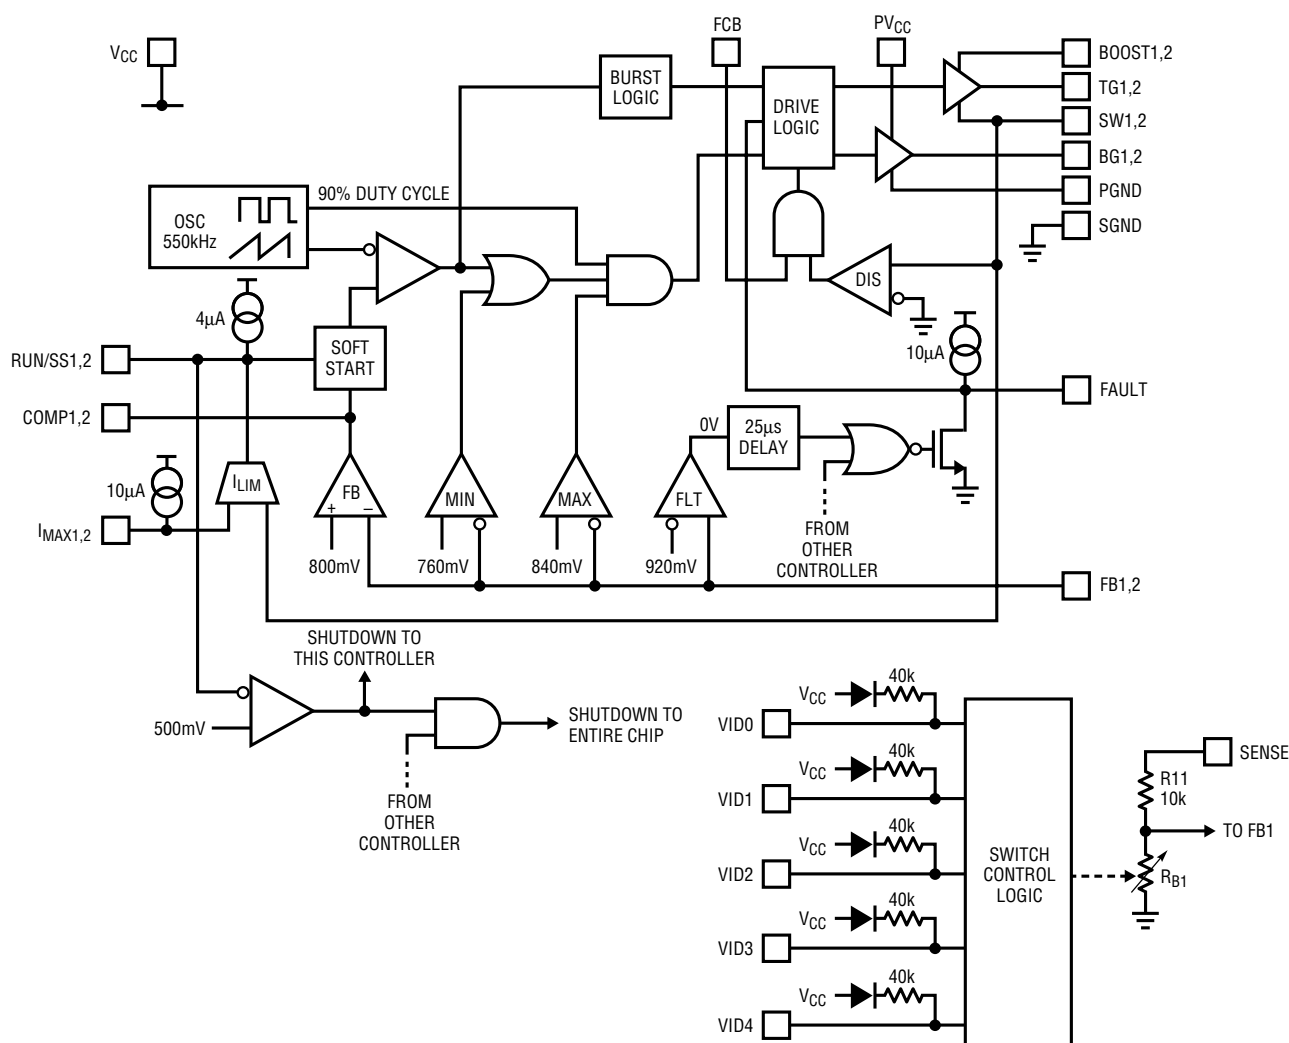 FCB
PVCC
VCC
BOOST1,2
BURST
LOGIC
TG1,2
DRIVE
LOGIC
SW1,2
BG1,2
90% DUTY CYCLE
PGND
OSC
550kHz
SGND
DIS
4µA
10µA
RUN/SS1,2
SOFT
START
FAULT
COMP1,2
0V
25µs
DELAY
10µA
ILIM
FB
+ –
MIN
MAX
FLT
IMAX1,2
FROM
OTHER
CONTROLLER
800mV
760mV
840mV
920mV
FB1,2
SHUTDOWN TO
THIS CONTROLLER
500mV
SHUTDOWN TO
ENTIRE CHIP
FROM
OTHER
CONTROLLER
40k
VCC
VID0
40k
VCC
VID1
40k
VCC
VID2
40k
VCC
VID3
40k
VCC
VID4
SWITCH
CONTROL
LOGIC
SENSE
R11
10k
TO FB1
RB1